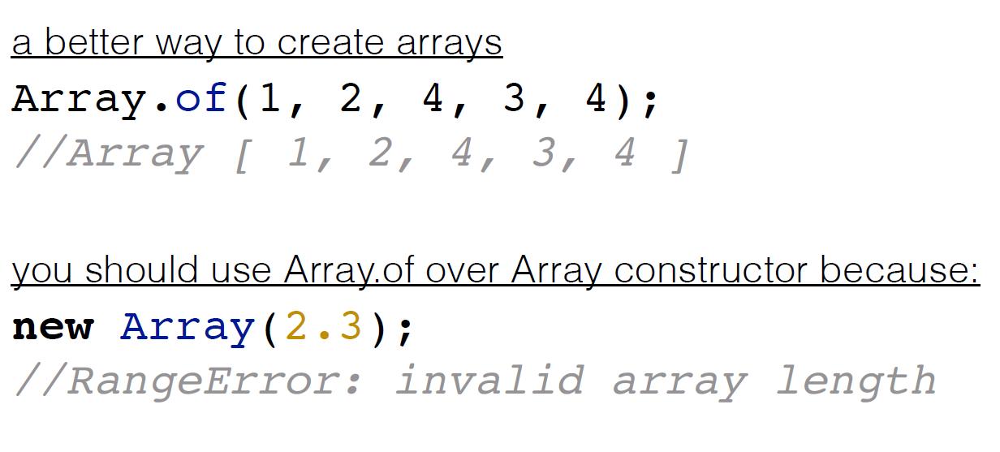 a better way to create arrays
Array.of(1, 2, 4, 3, 4);
//Array [ 1, 2, 4, 3, 4 ]
you should use Array.of over Array constructor because:
new Array(2.3);
//RangeError: invalid array length